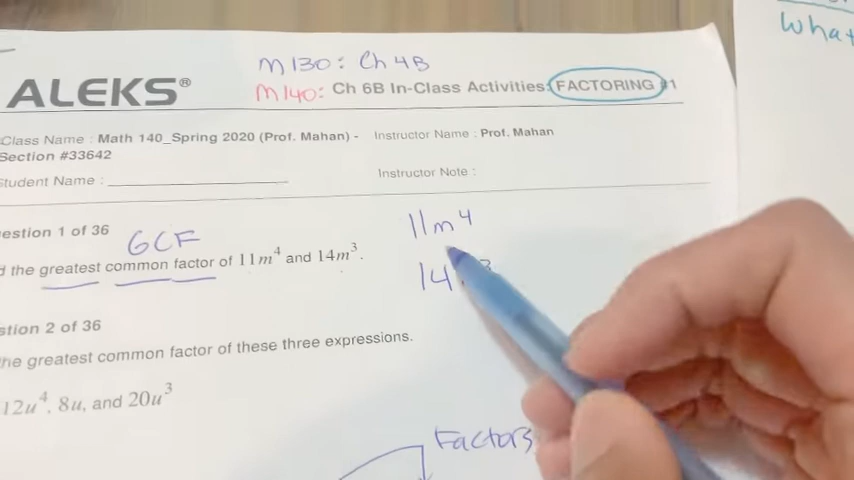 What
M130: Ch 4B
ALEKS®
M140: Ch 6B In-Class Activities: FACTORING #1
Class Name : Math 140_Spring 2020 (Prof. Mahan) - Instructor Name : Prof. Mahan
Section #33642
Student Name : Instructor Note :
estion 1 of 36
GCF
11m⁴
d the greatest common factor of 11m⁴ and 14m³.
14 3
stion 2 of 36
the greatest common factor of these three expressions.
12u⁴, 8u, and 20u³
Factors